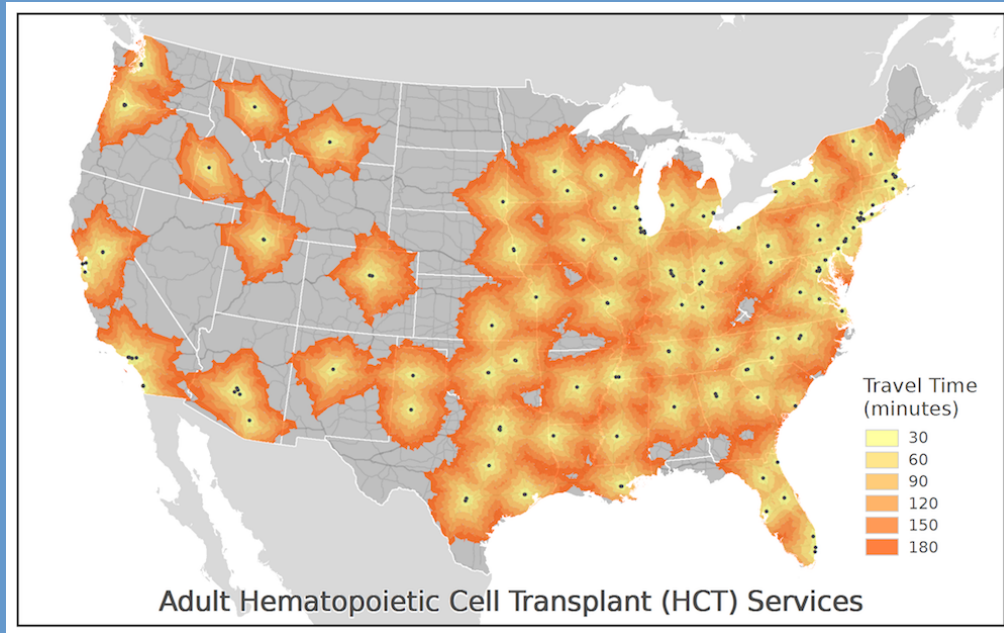 Travel Time
(minutes)
30
60
90
120
150
180
Adult Hematopoietic Cell Transplant (HCT) Services